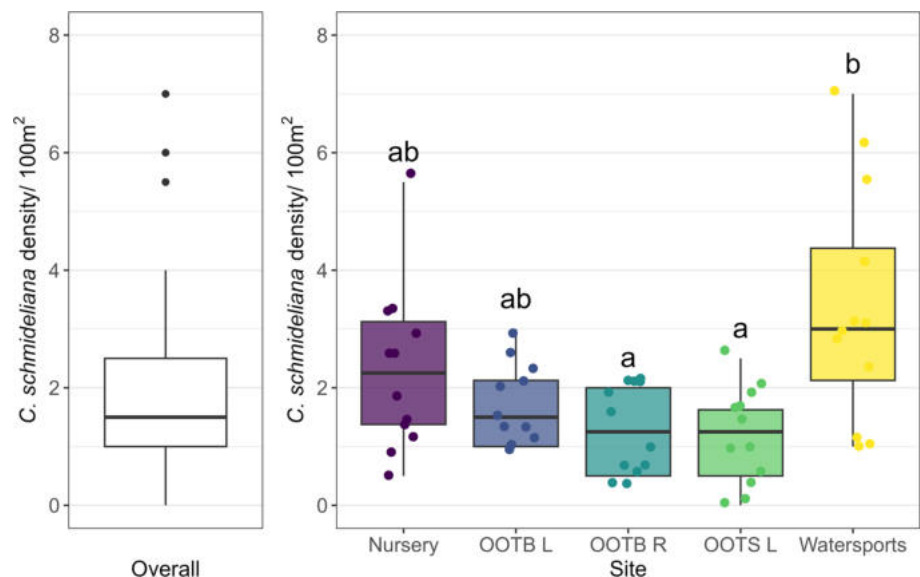 C. schmideliana density/ 100m²
8
6
4
2
0
Overall
C. schmideliana density/ 100m²
8
6
4
2
0
ab
ab
a
a
b
Nursery OOTB L OOTB R OOTS L Watersports
Site